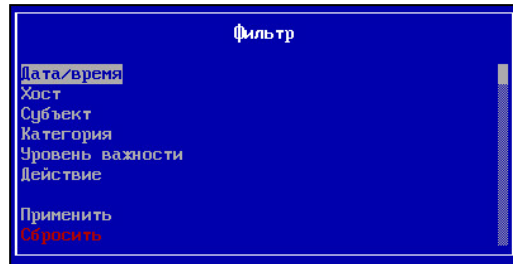 Фильтр
Дата/время
Хост
Субъект
Категория
Уровень важности
Действие
Применить
Сбросить